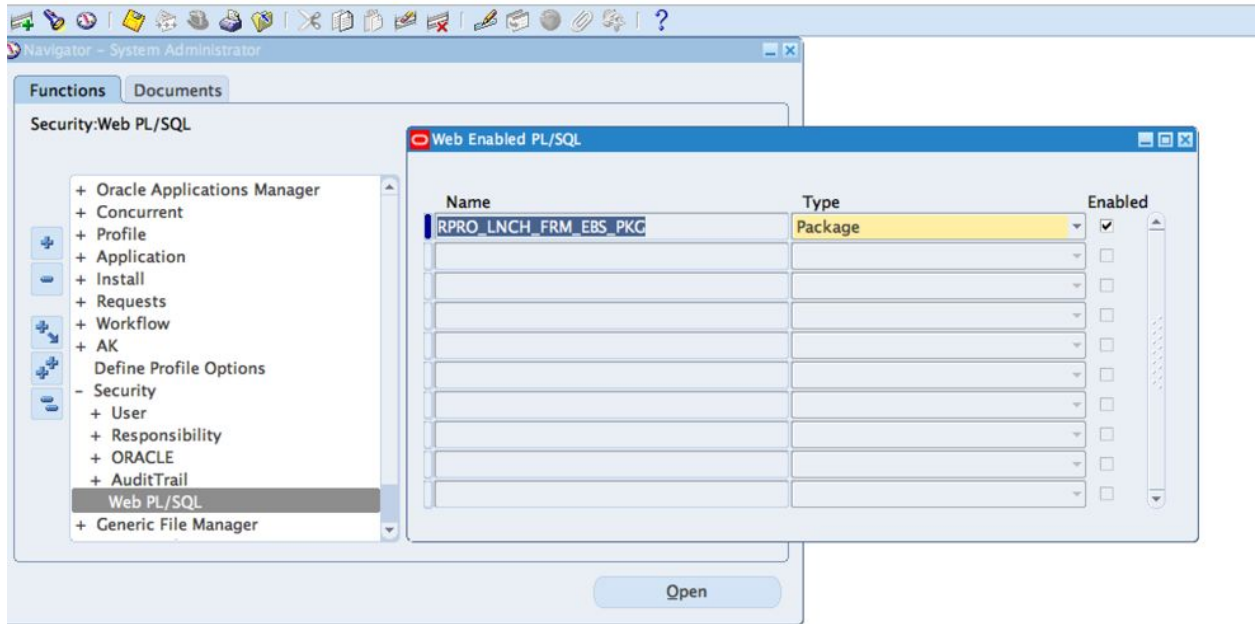 Navigator – System Administrator
Functions
Documents
Security:Web PL/SQL
+ Oracle Applications Manager
+ Concurrent
+ Profile
+ Application
+ Install
+ Requests
+ Workflow
+ AK
Define Profile Options
– Security
+ User
+ Responsibility
+ ORACLE
+ AuditTrail
Web PL/SQL
+ Generic File Manager
Web Enabled PL/SQL
Name Type Enabled
RPRO_LNCH_FRM_EBS_PKG Package
Open